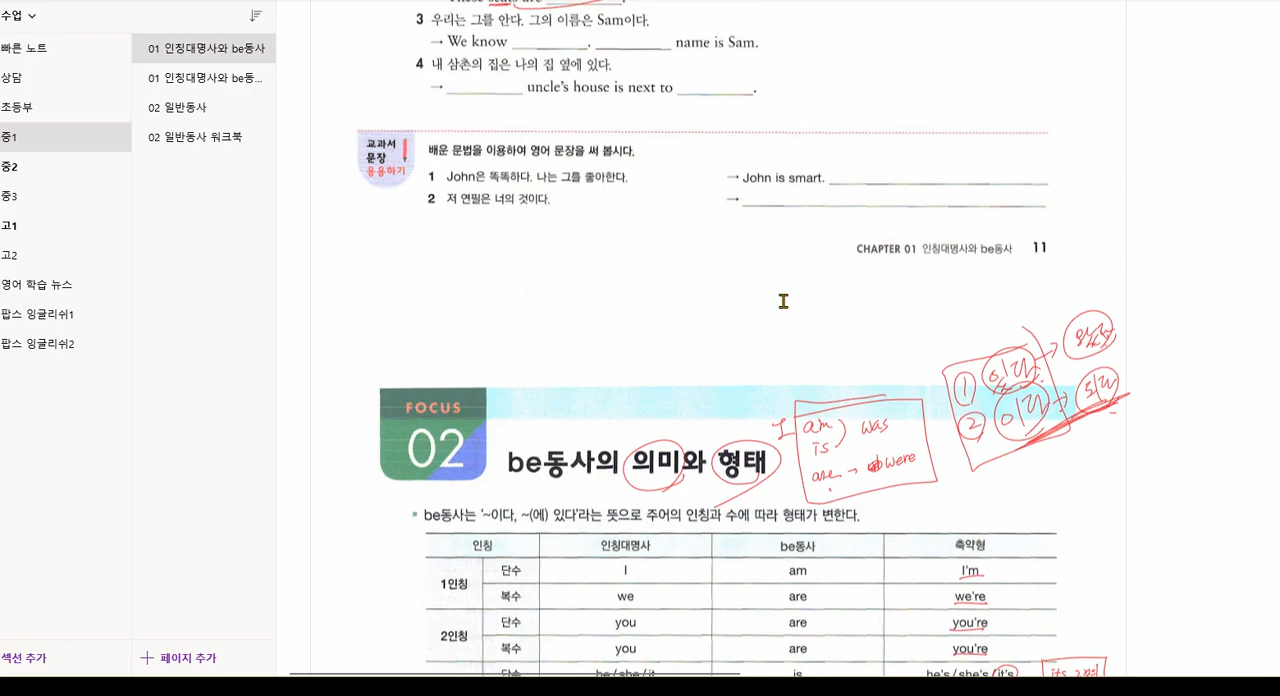 수업
빠른 노트
상담
초등부
중1
중2
중3
고1
고2
영어 학습 뉴스
팝스 잉글리쉬1
팝스 잉글리쉬2
섹션 추가
01 인칭대명사와 be동사
01 인칭대명사와 be동...
02 일반동사
02 일반동사 워크북
페이지 추가
These seats are ________.
3 우리는 그를 안다. 그의 이름은 Sam이다.
→ We know ________. ________ name is Sam.
4 내 삼촌의 집은 나의 집 옆에 있다.
→ ________ uncle's house is next to ________.
교과서
문장
응용하기
배운 문법을 이용하여 영어 문장을 써 봅시다.
1 John은 똑똑하다. 나는 그를 좋아한다. → John is smart. ________
2 저 연필은 너의 것이다. → ________
CHAPTER 01 인칭대명사와 be동사 11
① 있다 →
② 이다 → 되다
FOCUS
02
be동사의 의미와 형태
I am) was
is
are → were
be동사는 '~이다, ~(에) 있다'라는 뜻으로 주어의 인칭과 수에 따라 형태가 변한다.
인칭 인칭대명사 be동사 축약형
1인칭 단수 I am I'm
복수 we are we're
2인칭 단수 you are you're
복수 you are you're
단수 he / she / it is he's / she's / it's